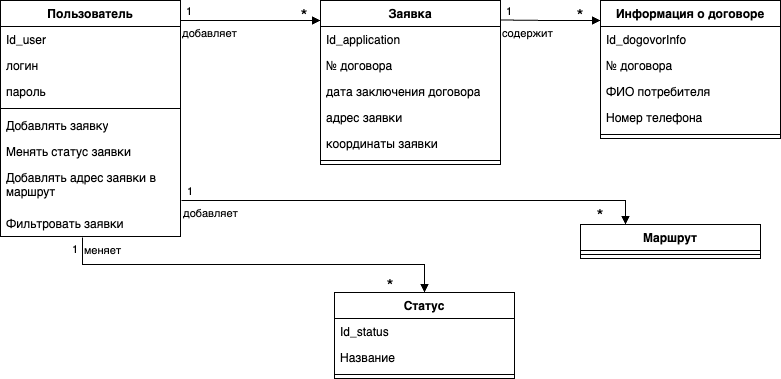 Пользователь
Id_user
логин
пароль
Добавлять заявку
Менять статус заявки
Добавлять адрес заявки в
маршрут
Фильтровать заявки
1
*
добавляет
Заявка
Id_application
№ договора
дата заключения договора
адрес заявки
координаты заявки
1
*
содержит
Информация о договоре
Id_dogovorInfo
№ договора
ФИО потребителя
Номер телефона
1
добавляет
*
Маршрут
1 меняет
*
Статус
Id_status
Название